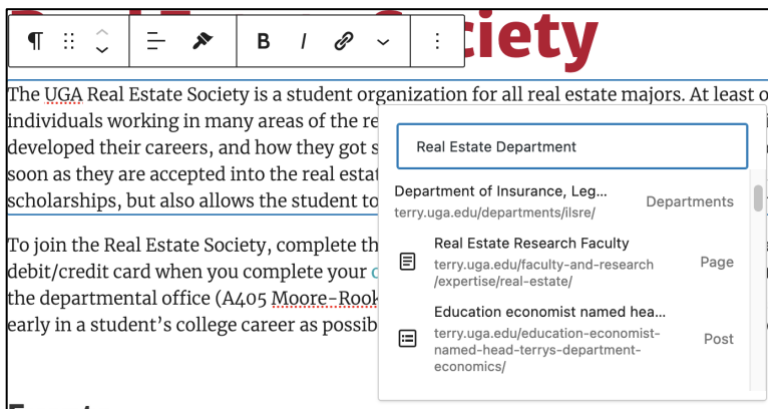 ciety
B I
The UGA Real Estate Society is a student organization for all real estate majors. At least o
individuals working in many areas of the re
developed their careers, and how they got s
soon as they are accepted into the real estat
scholarships, but also allows the student to
To join the Real Estate Society, complete th
debit/credit card when you complete your c
the departmental office (A405 Moore-Rook
early in a student’s college career as possib
Real Estate Department
Department of Insurance, Leg... Departments
terry.uga.edu/departments/ilsre/
Real Estate Research Faculty
terry.uga.edu/faculty-and-research Page
/expertise/real-estate/
Education economist named hea...
terry.uga.edu/education-economist-
named-head-terrys-department- Post
economics/